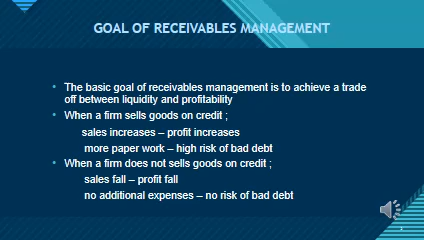 GOAL OF RECEIVABLES MANAGEMENT
• The basic goal of receivables management is to achieve a trade
off between liquidity and profitability
• When a firm sells goods on credit ;
sales increases – profit increases
more paper work – high risk of bad debt
• When a firm does not sells goods on credit ;
sales fall – profit fall
no additional expenses – no risk of bad debt